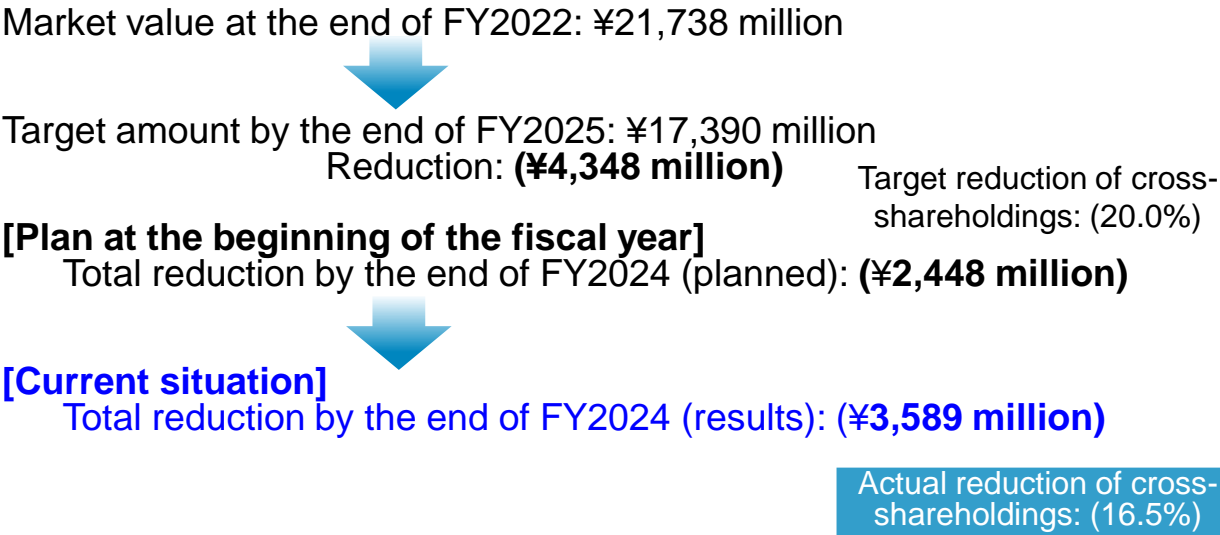 Market value at the end of FY2022: ¥21,738 million
Target amount by the end of FY2025: ¥17,390 million
Reduction: (¥4,348 million)
Target reduction of cross-
shareholdings: (20.0%)
[Plan at the beginning of the fiscal year]
Total reduction by the end of FY2024 (planned): (¥2,448 million)
[Current situation]
Total reduction by the end of FY2024 (results): (¥3,589 million)
Actual reduction of cross-
shareholdings: (16.5%)